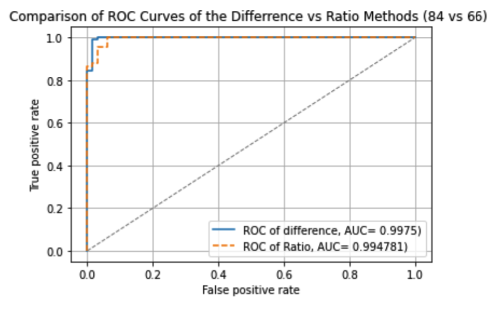 Comparison of ROC Curves of the Differrence vs Ratio Methods (84 vs 66)
1.0
0.8
0.6
0.4
0.2
0.0
True positive rate
ROC of difference, AUC= 0.9975)
ROC of Ratio, AUC= 0.994781)
0.0 0.2 0.4 0.6 0.8 1.0
False positive rate